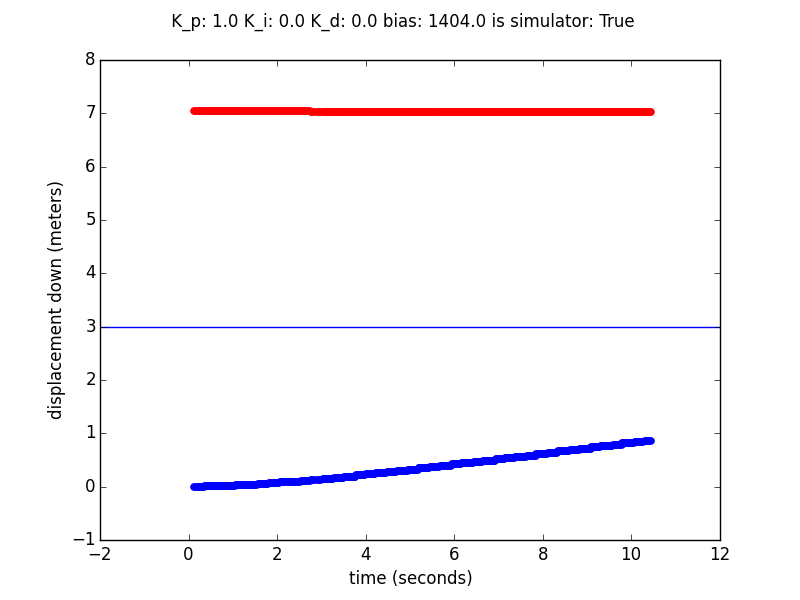 K_p: 1.0 K_i: 0.0 K_d: 0.0 bias: 1404.0 is simulator: True
8
7
6
5
4
3
2
1
0
−1
displacement down (meters)
−2 0 2 4 6 8 10 12
time (seconds)